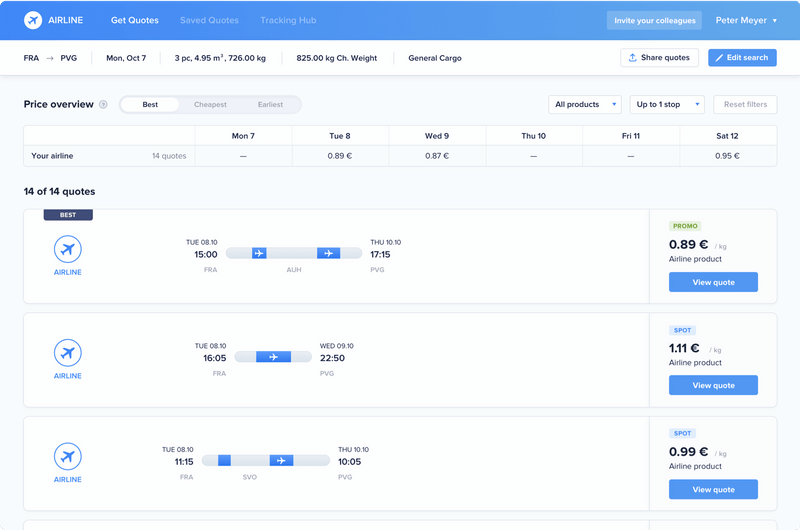 AIRLINE Get Quotes Saved Quotes Tracking Hub Invite your colleagues Peter Meyer
FRA → PVG Mon, Oct 7 3 pc, 4.95 m³, 726.00 kg 825.00 kg Ch. Weight General Cargo Share quotes Edit search
Price overview ? Best Cheapest Earliest All products Up to 1 stop Reset filters
Mon 7 Tue 8 Wed 9 Thu 10 Fri 11 Sat 12
Your airline 14 quotes — 0.89 € 0.87 € — — 0.95 €
14 of 14 quotes
BEST
PROMO
TUE 08.10 THU 10.10
0.89 € / kg
15:00 17:15
Airline product
FRA AUH PVG
AIRLINE
View quote
SPOT
TUE 08.10 WED 09.10
1.11 € / kg
16:05 22:50
Airline product
FRA PVG
AIRLINE
View quote
SPOT
TUE 08.10 THU 10.10
0.99 € / kg
11:15 10:05
Airline product
FRA SVO PVG
AIRLINE
View quote